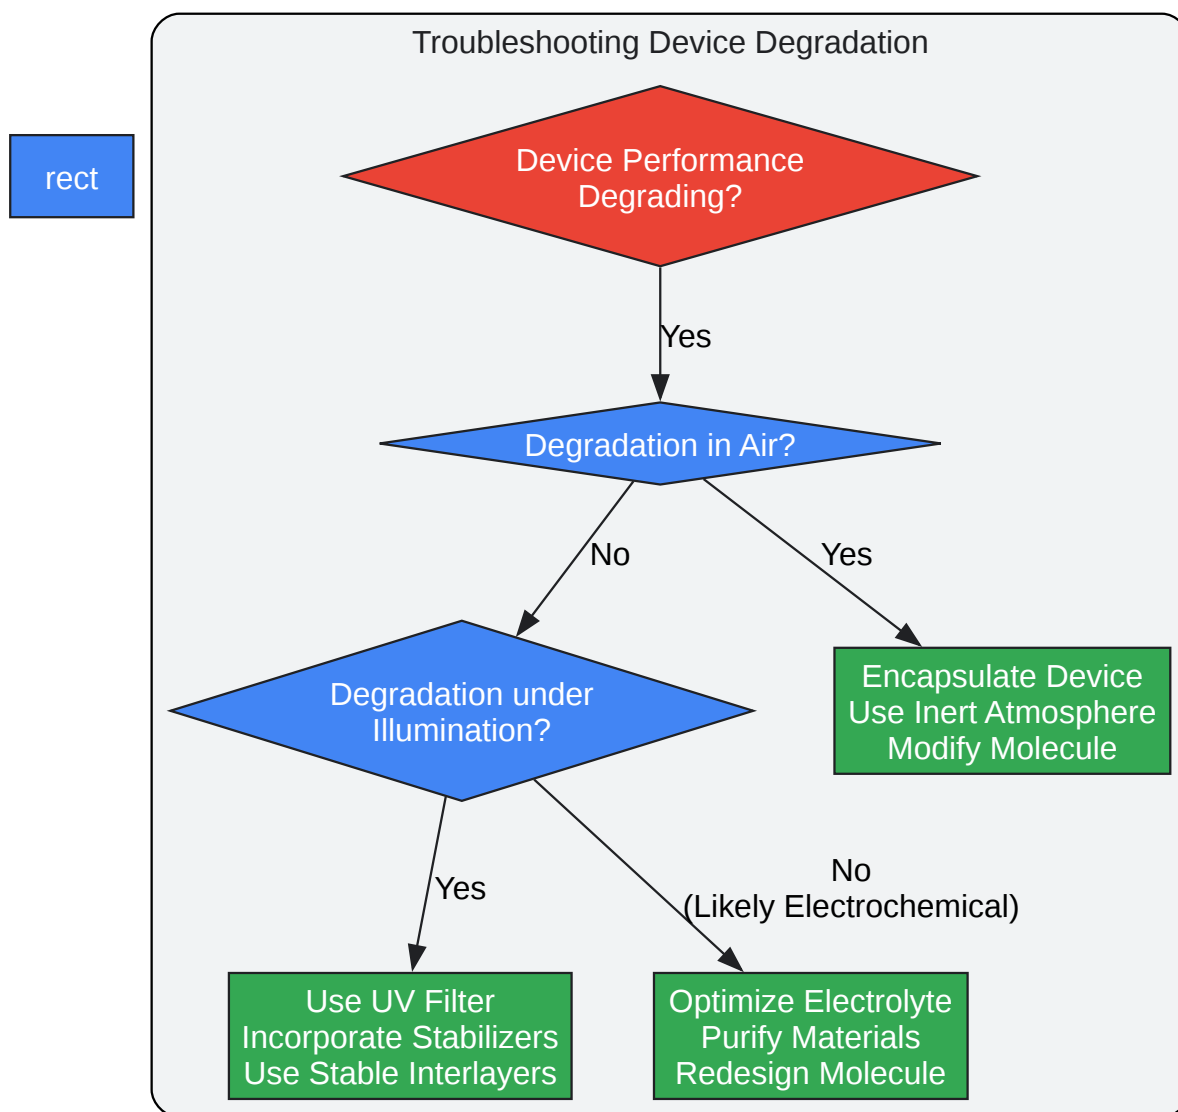 Troubleshooting Device Degradation
rect
Device Performance
Degrading?
Yes
Degradation in Air?
No
Yes
Degradation under
Illumination?
Encapsulate Device
Use Inert Atmosphere
Modify Molecule
Yes
No
(Likely Electrochemical)
Use UV Filter
Incorporate Stabilizers
Use Stable Interlayers
Optimize Electrolyte
Purify Materials
Redesign Molecule